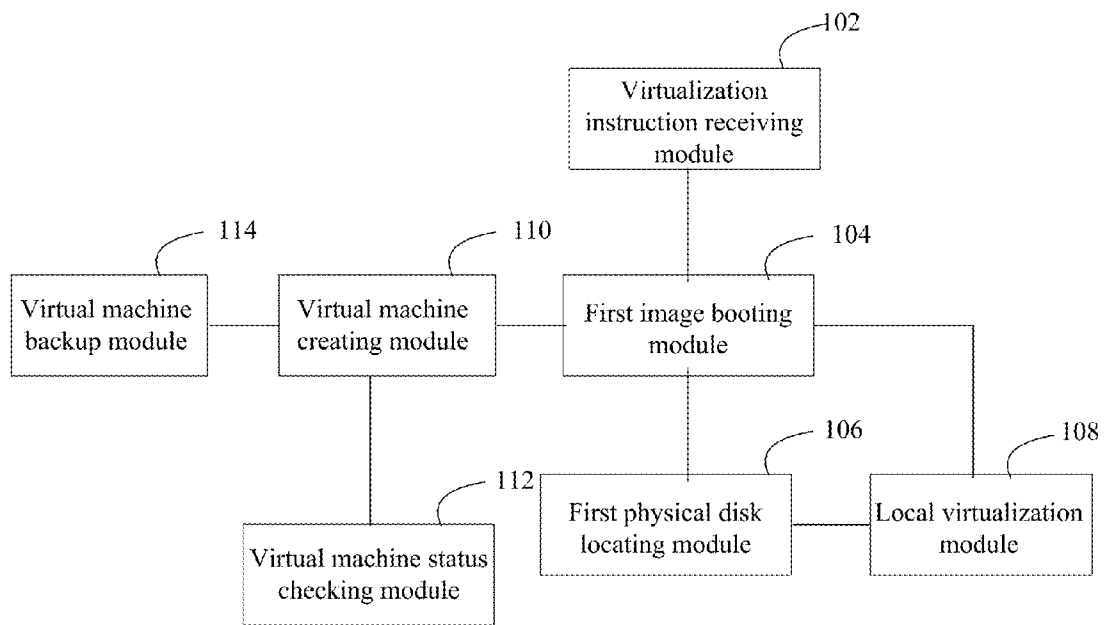 102
Virtualization
instruction receiving
module
114
110
104
Virtual machine
backup module
Virtual machine
creating module
First image booting
module
106
108
112
First physical disk
locating module
Local virtualization
module
Virtual machine status
checking module